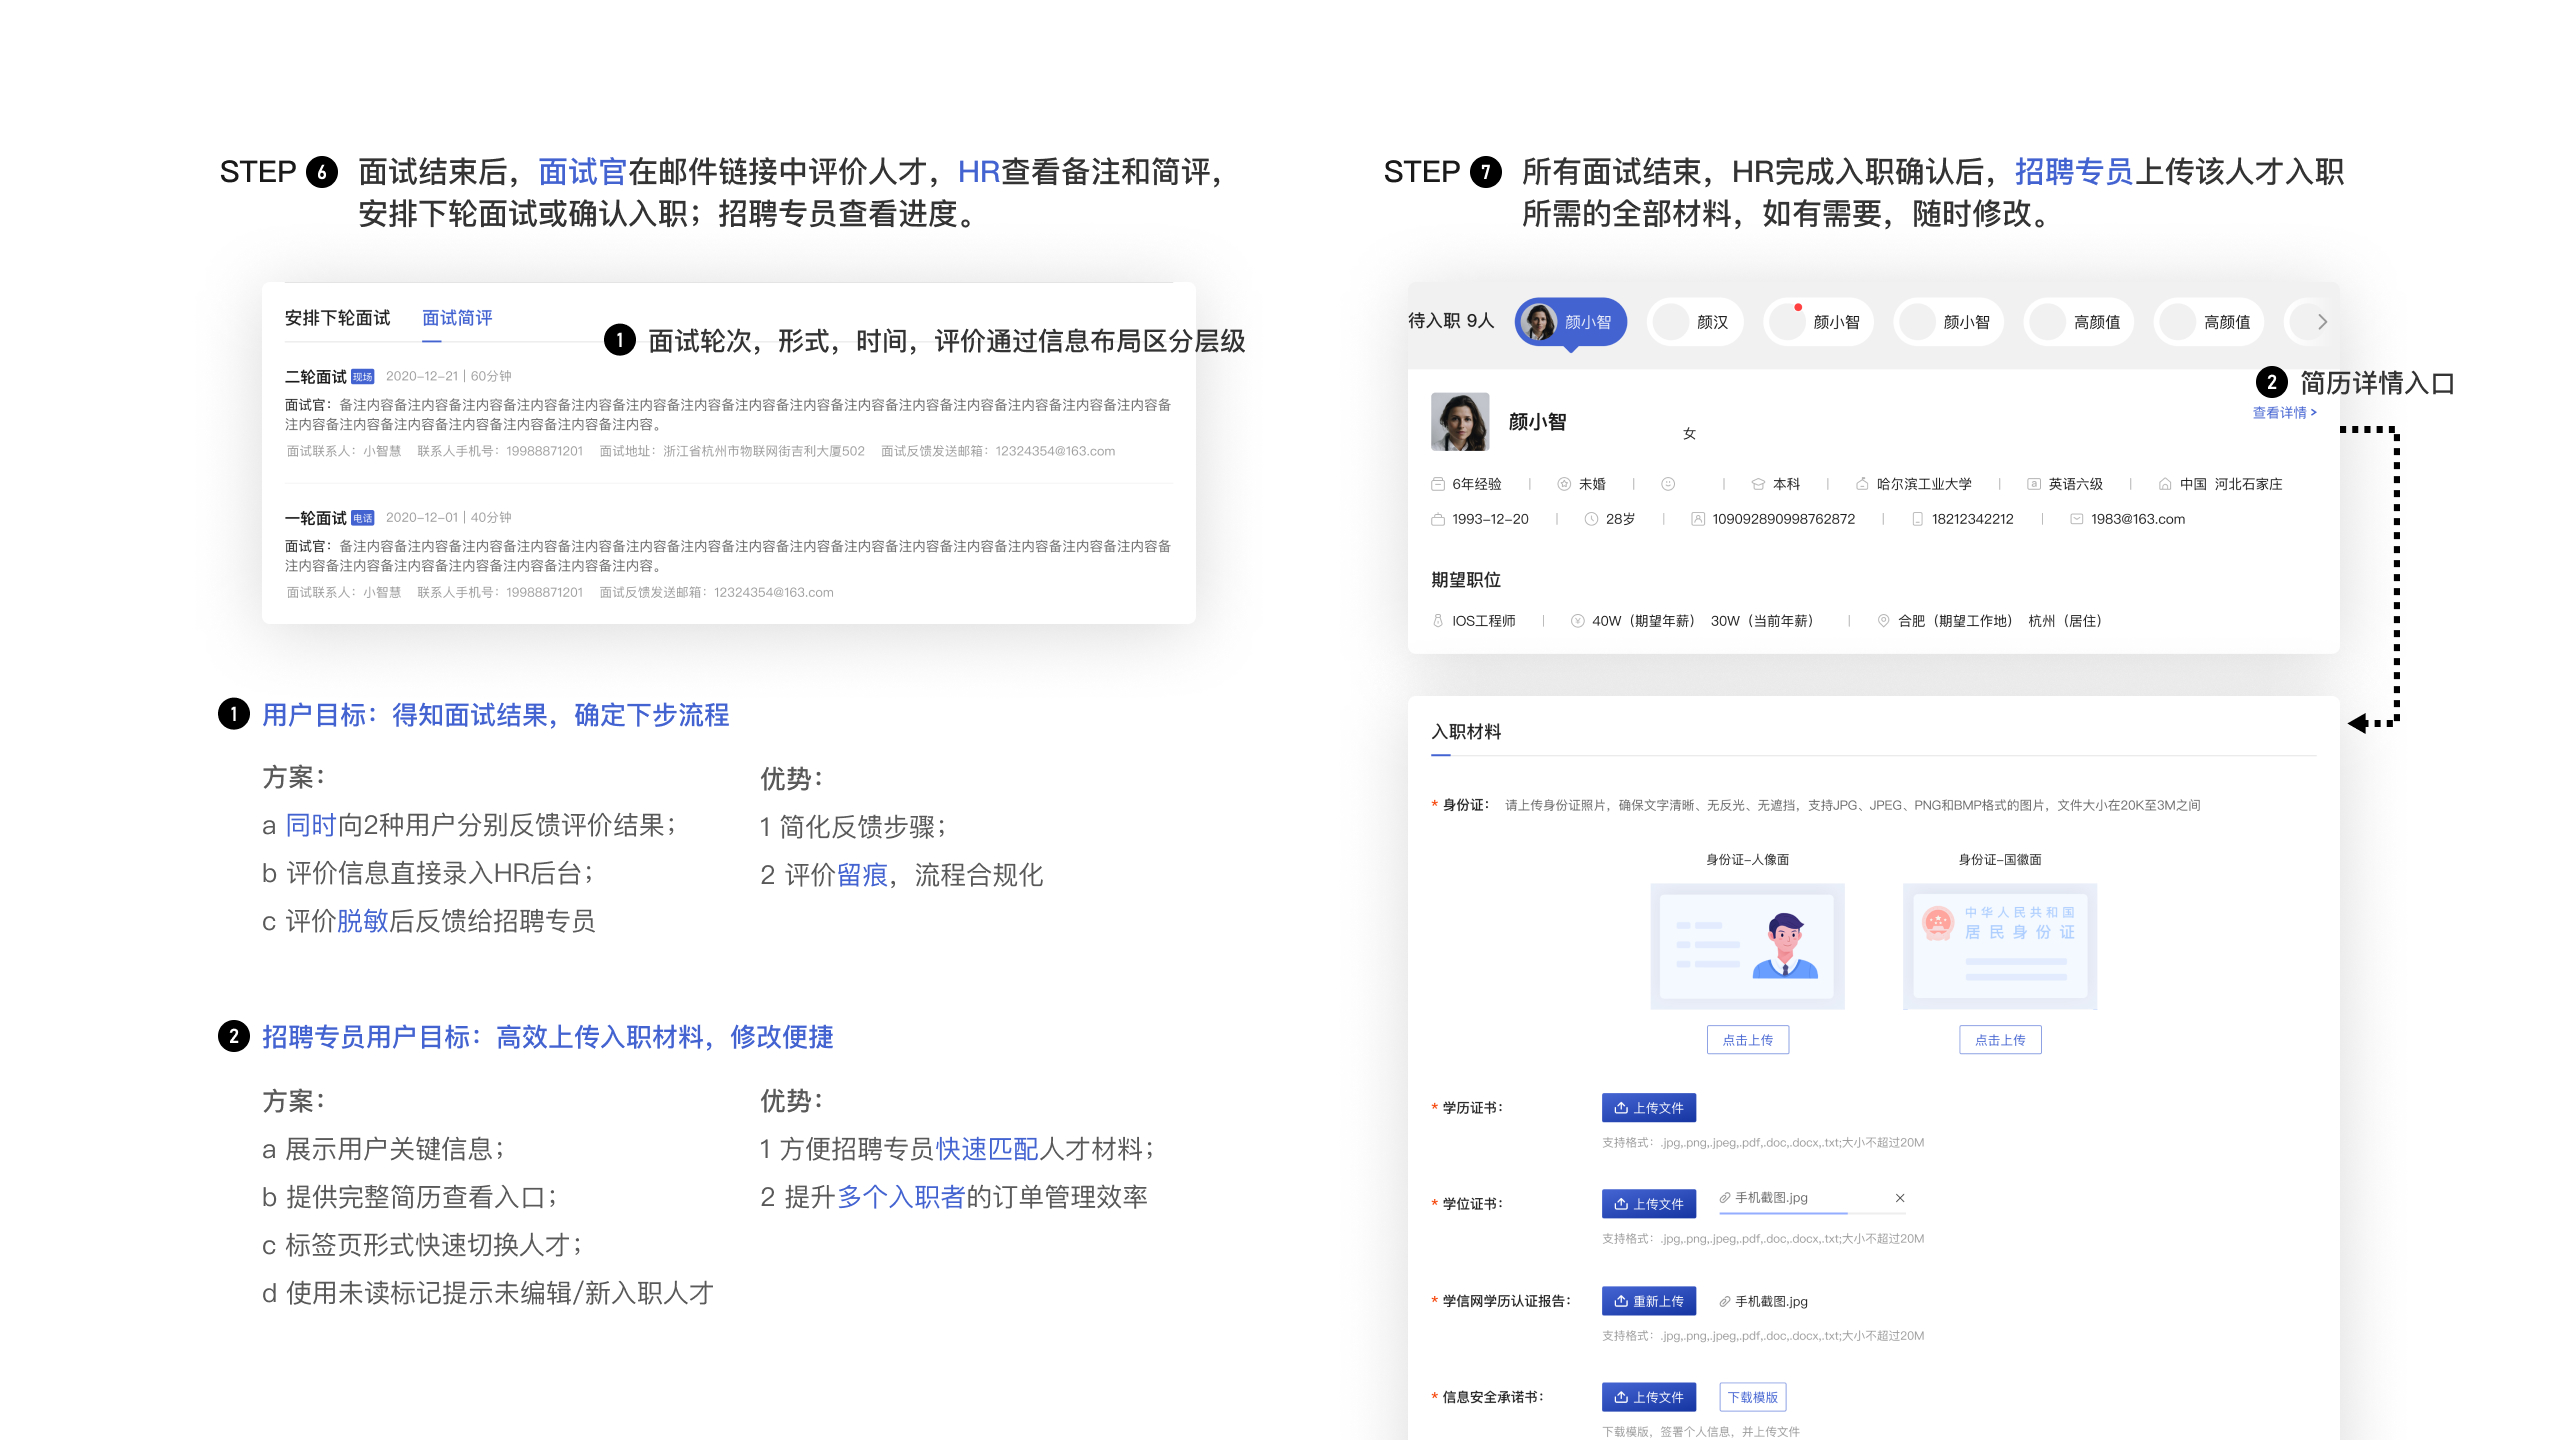 STEP 6 面试结束后，面试官在邮件链接中评价人才，HR查看备注和简评，
安排下轮面试或确认入职；招聘专员查看进度。
安排下轮面试 面试简评
1 面试轮次，形式，时间，评价通过信息布局区分层级
二轮面试 现场 2020-12-21 | 60分钟
面试官：备注内容备注内容备注内容备注内容备注内容备注内容备注内容备注内容备注内容备注内容备注内容备注内容备注内容备注内容备注内容备
注内容备注内容备注内容备注内容备注内容备注内容。
面试联系人：小智慧 联系人手机号：19988871201 面试地址：浙江省杭州市物联网街吉利大厦502 面试反馈发送邮箱：12324354@163.com
一轮面试 电话 2020-12-01 | 40分钟
面试官：备注内容备注内容备注内容备注内容备注内容备注内容备注内容备注内容备注内容备注内容备注内容备注内容备注内容备注内容备注内容备
注内容备注内容备注内容备注内容备注内容备注内容。
面试联系人：小智慧 联系人手机号：19988871201 面试反馈发送邮箱：12324354@163.com
1 用户目标：得知面试结果，确定下步流程
方案：
a 同时向2种用户分别反馈评价结果；
b 评价信息直接录入HR后台；
c 评价脱敏后反馈给招聘专员
优势：
1 简化反馈步骤；
2 评价留痕，流程合规化
2 招聘专员用户目标：高效上传入职材料，修改便捷
方案：
a 展示用户关键信息；
b 提供完整简历查看入口；
c 标签页形式快速切换人才；
d 使用未读标记提示未编辑/新入职人才
优势：
1 方便招聘专员快速匹配人才材料；
2 提升多个入职者的订单管理效率
STEP 7 所有面试结束，HR完成入职确认后，招聘专员上传该人才入职
所需的全部材料，如有需要，随时修改。
待入职 9人 颜小智 颜汉 颜小智 颜小智 高颜值 高颜值
2 简历详情入口
查看详情 >
颜小智 女
6年经验 | 未婚 | | 本科 | 哈尔滨工业大学 | 英语六级 | 中国 河北石家庄
1993-12-20 | 28岁 | 109092890998762872 | 18212342212 | 1983@163.com
期望职位
IOS工程师 | 40W（期望年薪） 30W（当前年薪） | 合肥（期望工作地） 杭州（居住）
入职材料
* 身份证： 请上传身份证照片，确保文字清晰、无反光、无遮挡，支持JPG、JPEG、PNG和BMP格式的图片，文件大小在20K至3M之间
身份证-人像面 身份证-国徽面
中华人民共和国
居民身份证
点击上传 点击上传
* 学历证书： 上传文件
支持格式：.jpg,.png,.jpeg,.pdf,.doc,.docx,.txt;大小不超过20M
* 学位证书： 上传文件 手机截图.jpg
支持格式：.jpg,.png,.jpeg,.pdf,.doc,.docx,.txt;大小不超过20M
* 学信网学历认证报告： 重新上传 手机截图.jpg
支持格式：.jpg,.png,.jpeg,.pdf,.doc,.docx,.txt;大小不超过20M
* 信息安全承诺书： 上传文件 下载模版
下载模版，签署个人信息，并上传文件